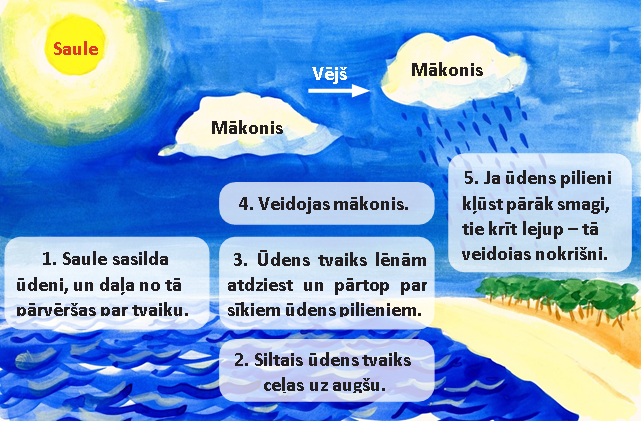 Saule
Vējš
Mākonis
Mākonis
1. Saule sasilda
ūdeni, un daļa no tā
pārvēršas par tvaiku.
2. Siltais ūdens tvaiks
ceļas uz augšu.
3. Ūdens tvaiks lēnām
atdziest un pārtop par
sīkiem ūdens pilieniem.
4. Veidojas mākonis.
5. Ja ūdens pilieni
kļūst pārāk smagi,
tie krīt lejup – tā
veidojas nokrišņi.